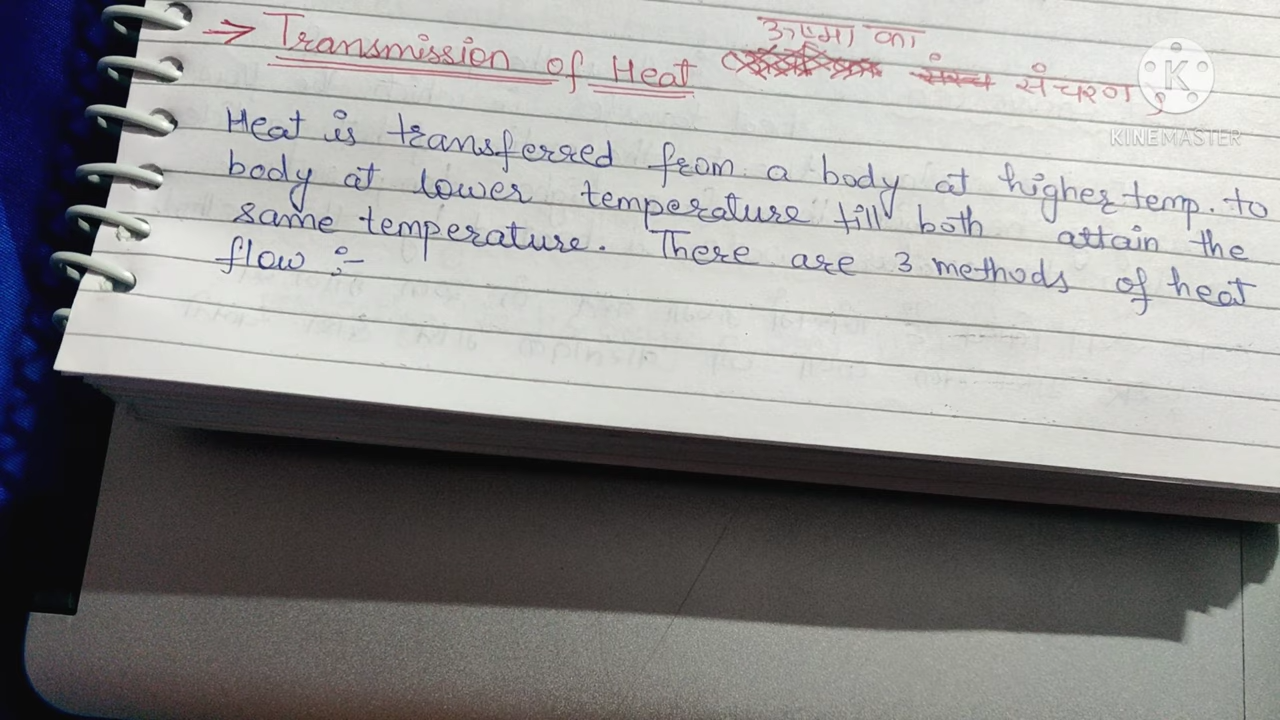 → Transmission of Heat ऊष्मा का संचरण
Heat is transferred from a body at higher temp. to
body at lower temperature till both attain the
same temperature. There are 3 methods of heat
flow :-
KINEMASTER